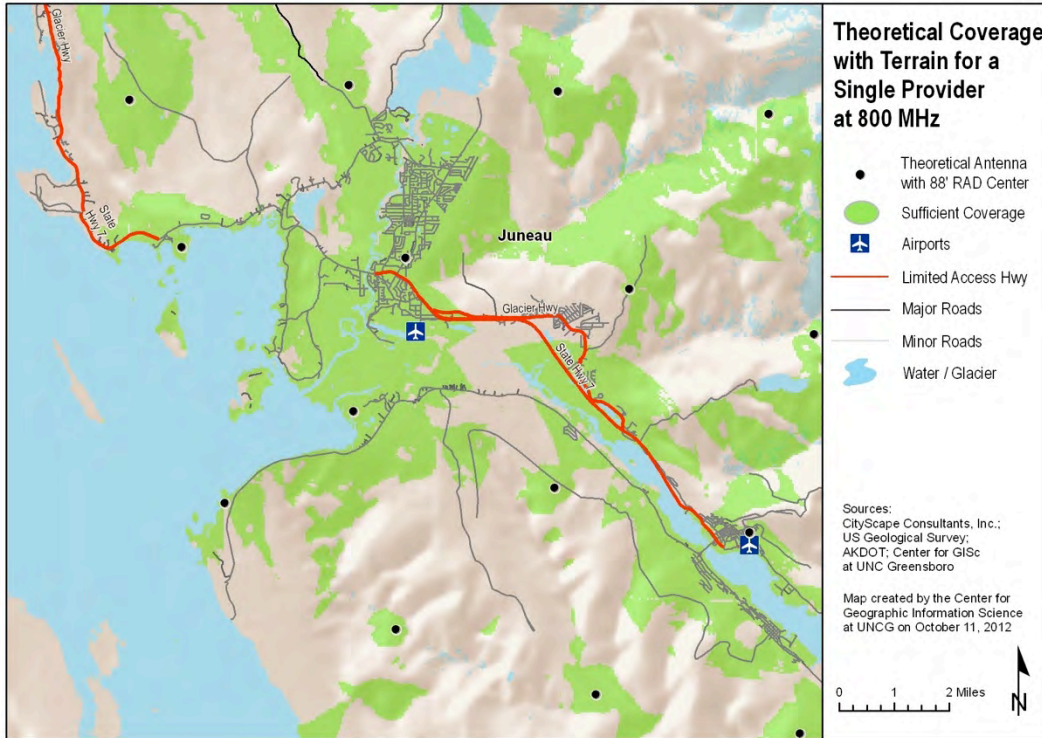 Glacier Hwy
State
Hwy 7
Juneau
Glacier Hwy
State Hwy 7
Theoretical Coverage
with Terrain for a
Single Provider
at 800 MHz
Theoretical Antenna
with 88' RAD Center
Sufficient Coverage
Airports
Limited Access Hwy
Major Roads
Minor Roads
Water / Glacier
Sources:
CityScape Consultants, Inc.;
US Geological Survey;
AKDOT; Center for GISc
at UNC Greensboro
Map created by the Center for
Geographic Information Science
at UNCG on October 11, 2012
0 1 2 Miles
N